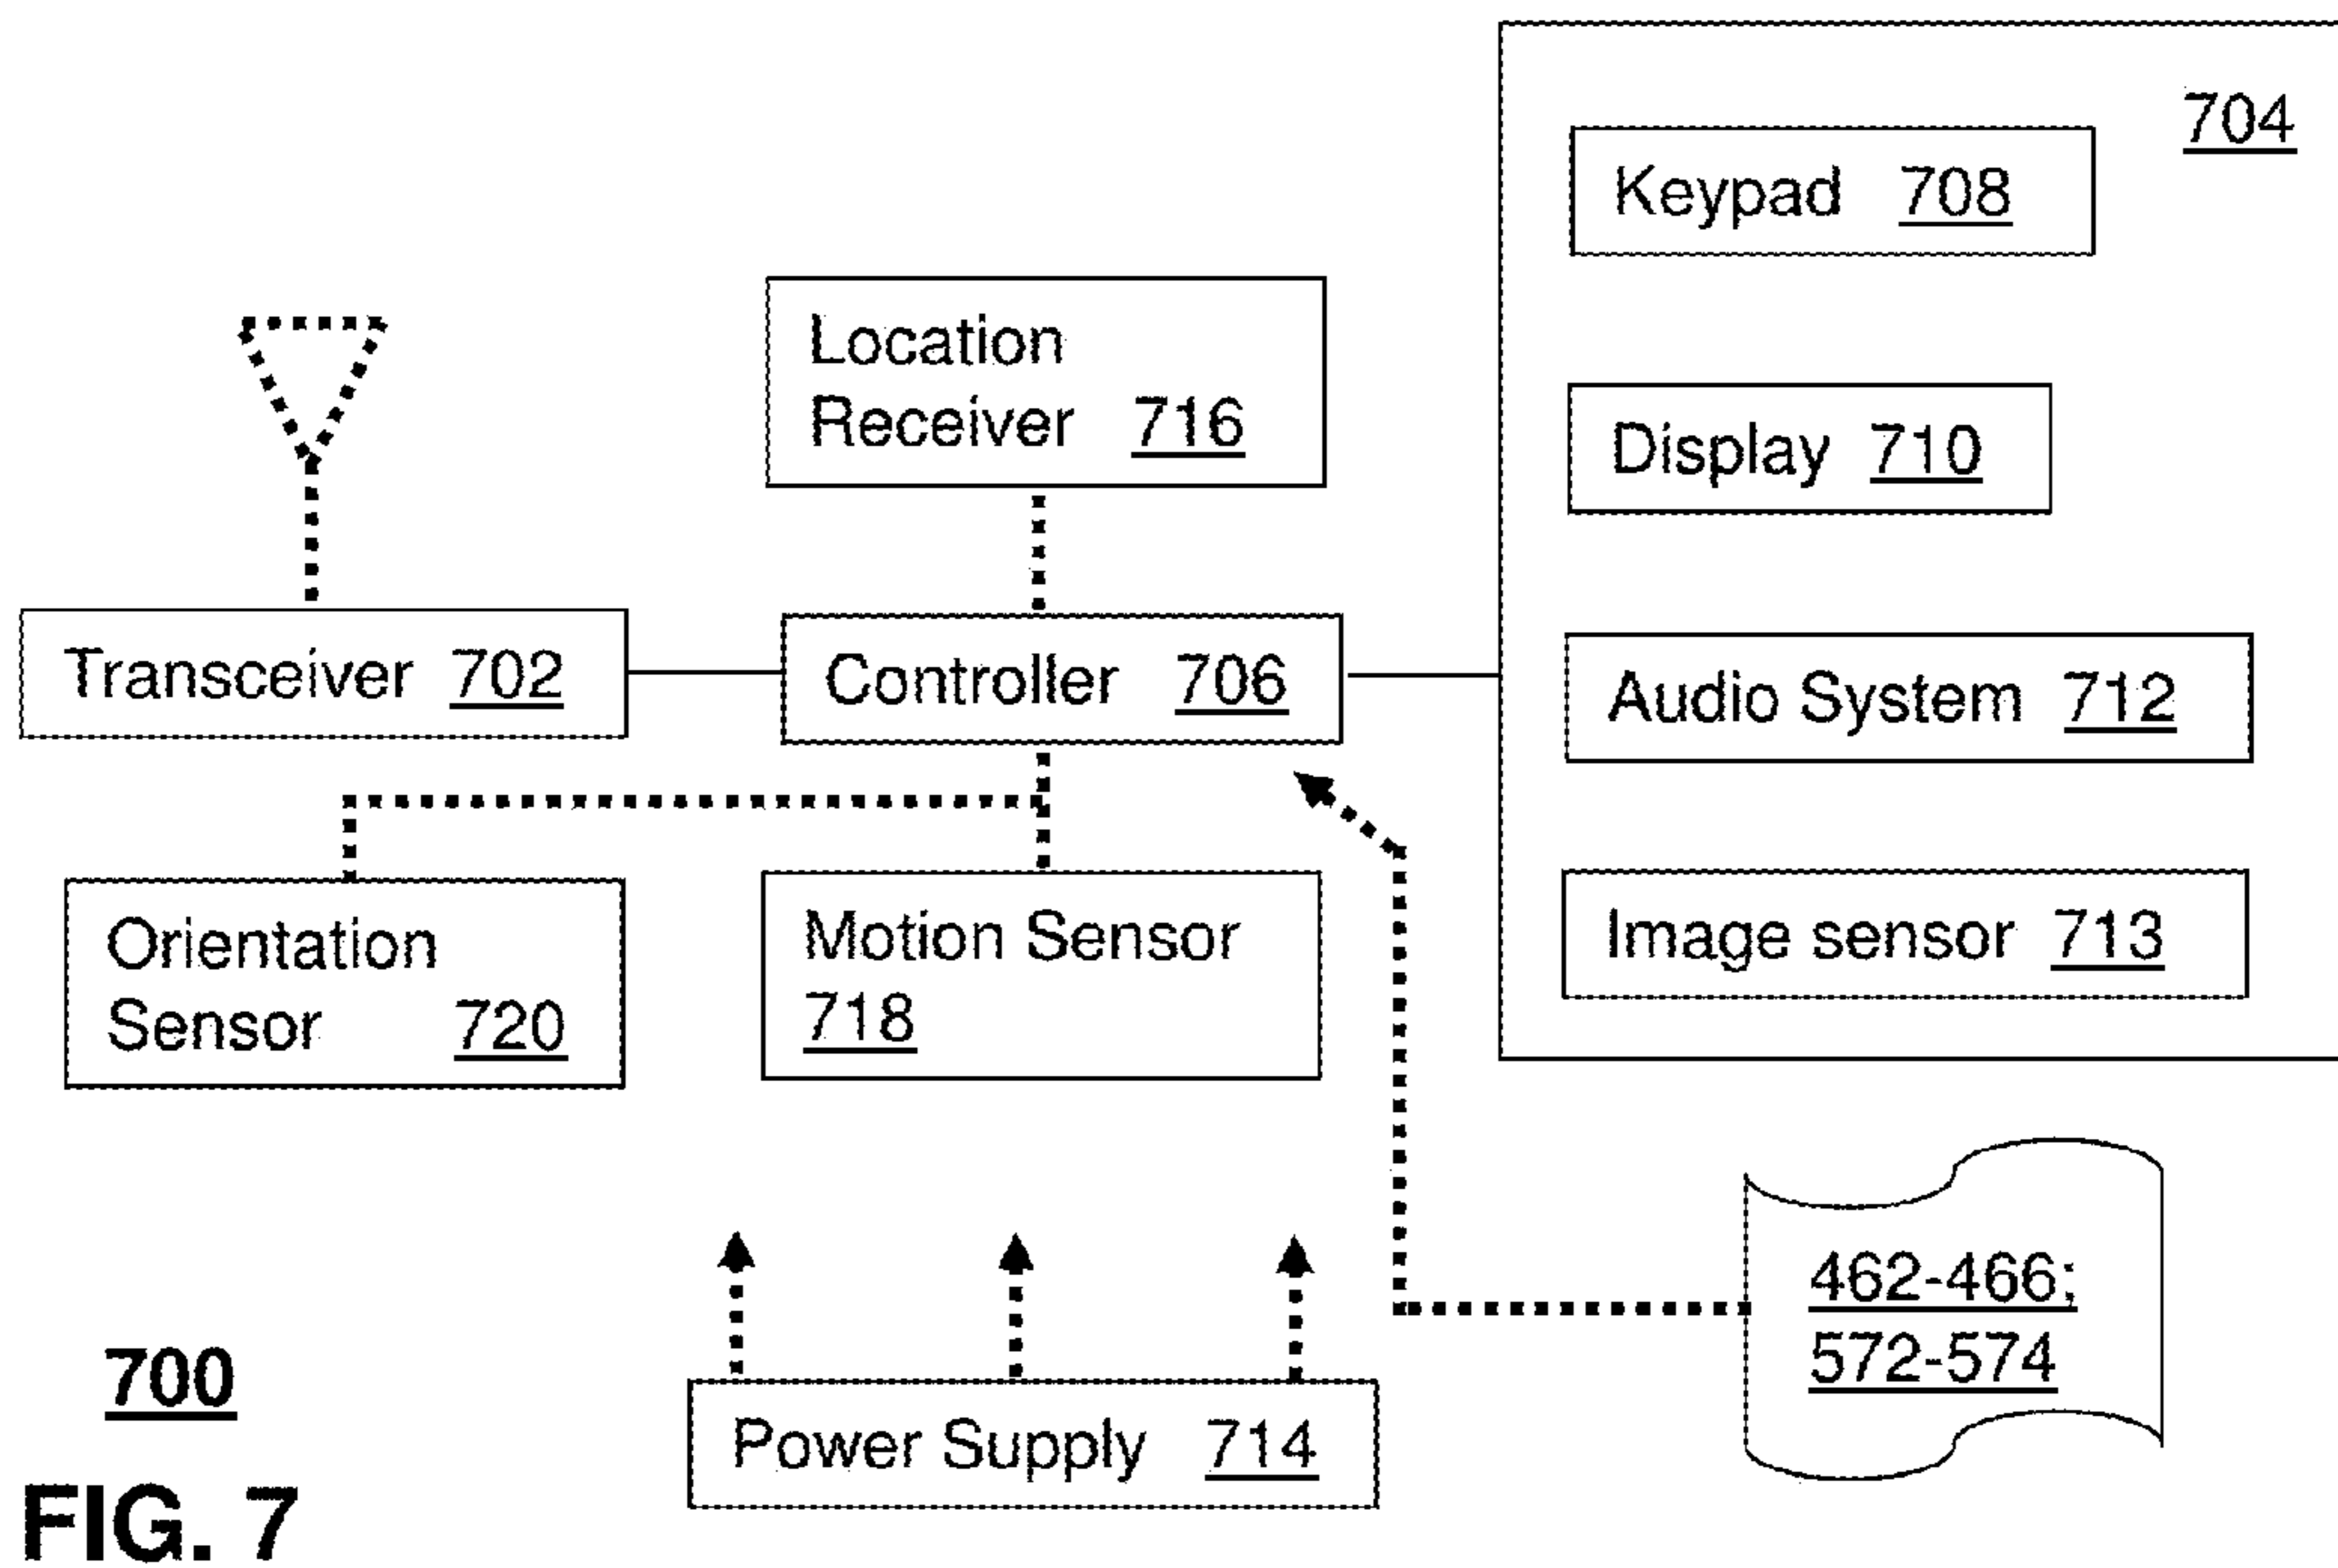 704
Keypad 708
Location
Receiver 716
Display 710
Transceiver 702
Controller 706
Audio System 712
Orientation
Sensor 720
Motion Sensor
718
Image sensor 713
462-466;
572-574
700
Power Supply 714
FIG. 7